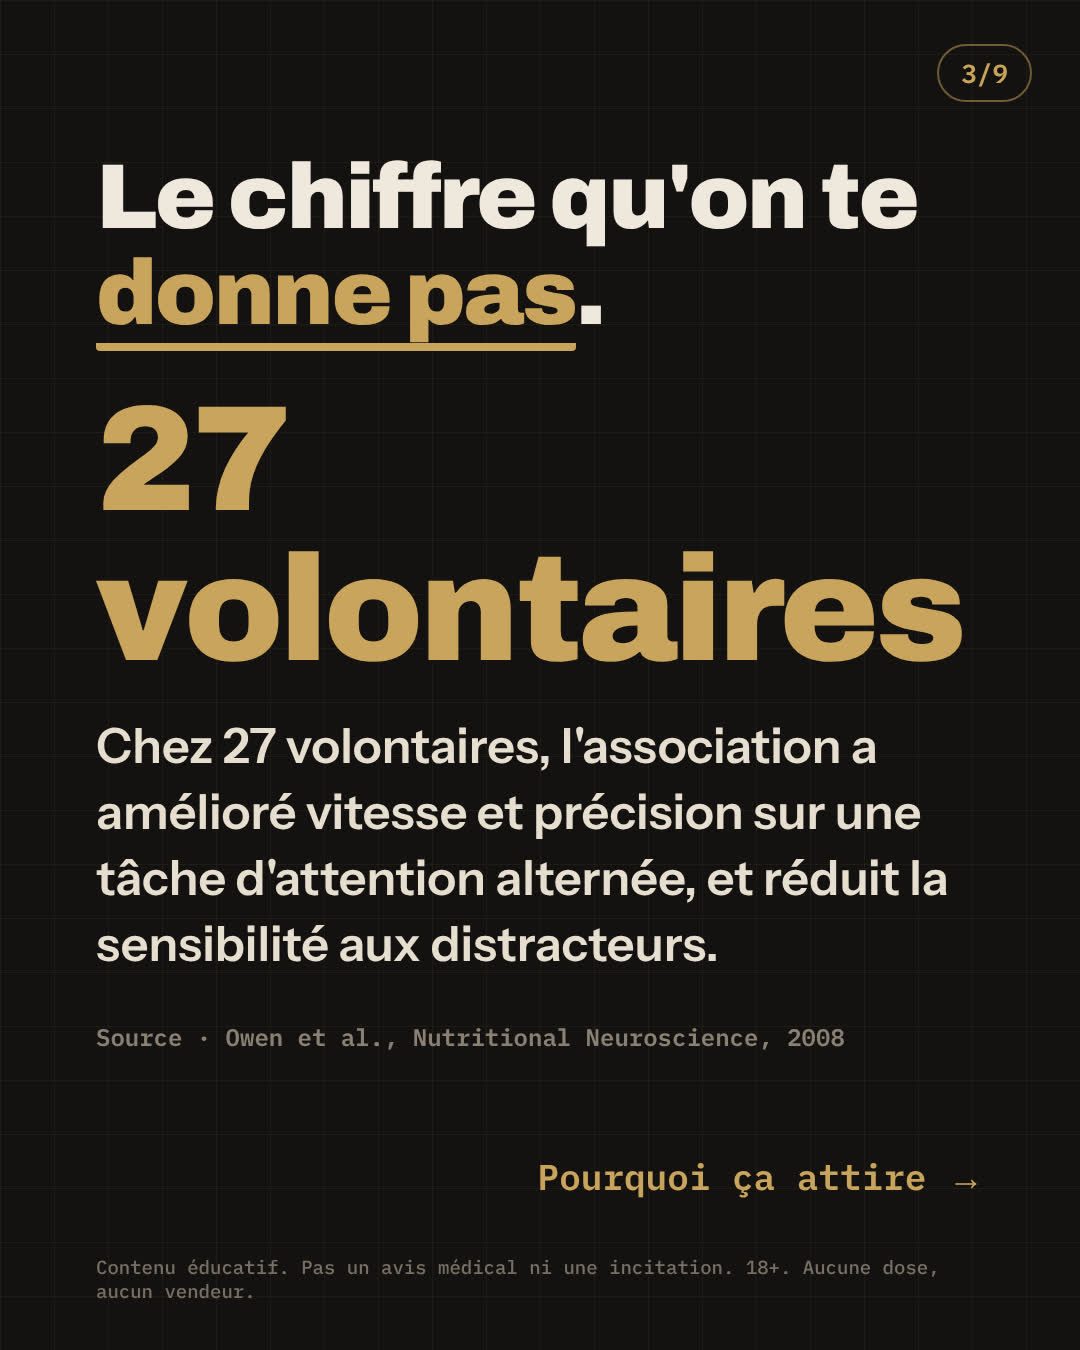 3/9
Le chiffre qu'on te
donne pas.
27
volontaires
Chez 27 volontaires, l'association a
amélioré vitesse et précision sur une
tâche d'attention alternée, et réduit la
sensibilité aux distracteurs.
Source · Owen et al., Nutritional Neuroscience, 2008
Pourquoi ça attire →
Contenu éducatif. Pas un avis médical ni une incitation. 18+. Aucune dose,
aucun vendeur.